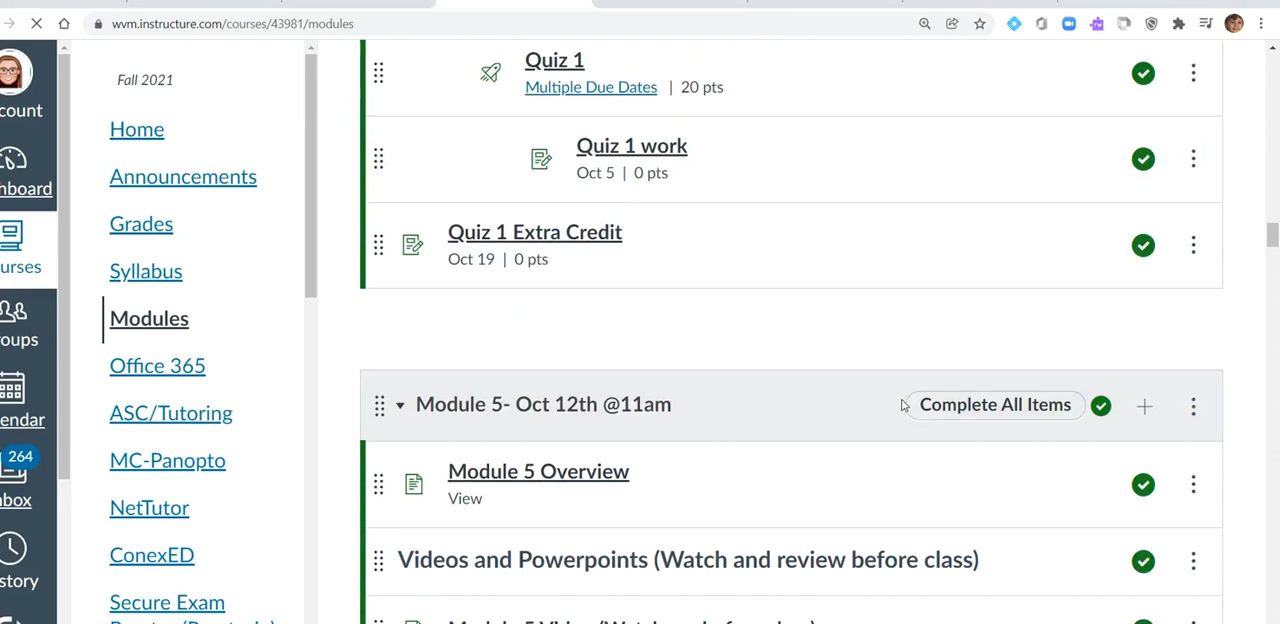 wvm.instructure.com/courses/43981/modules
count
hboard
urses
oups
endar
264
nbox
story
Fall 2021
Home
Announcements
Grades
Syllabus
Modules
Office 365
ASC/Tutoring
MC-Panopto
NetTutor
ConexED
Secure Exam
Quiz 1
Multiple Due Dates | 20 pts
Quiz 1 work
Oct 5 | 0 pts
Quiz 1 Extra Credit
Oct 19 | 0 pts
Module 5- Oct 12th @11am
Complete All Items
Module 5 Overview
View
Videos and Powerpoints (Watch and review before class)